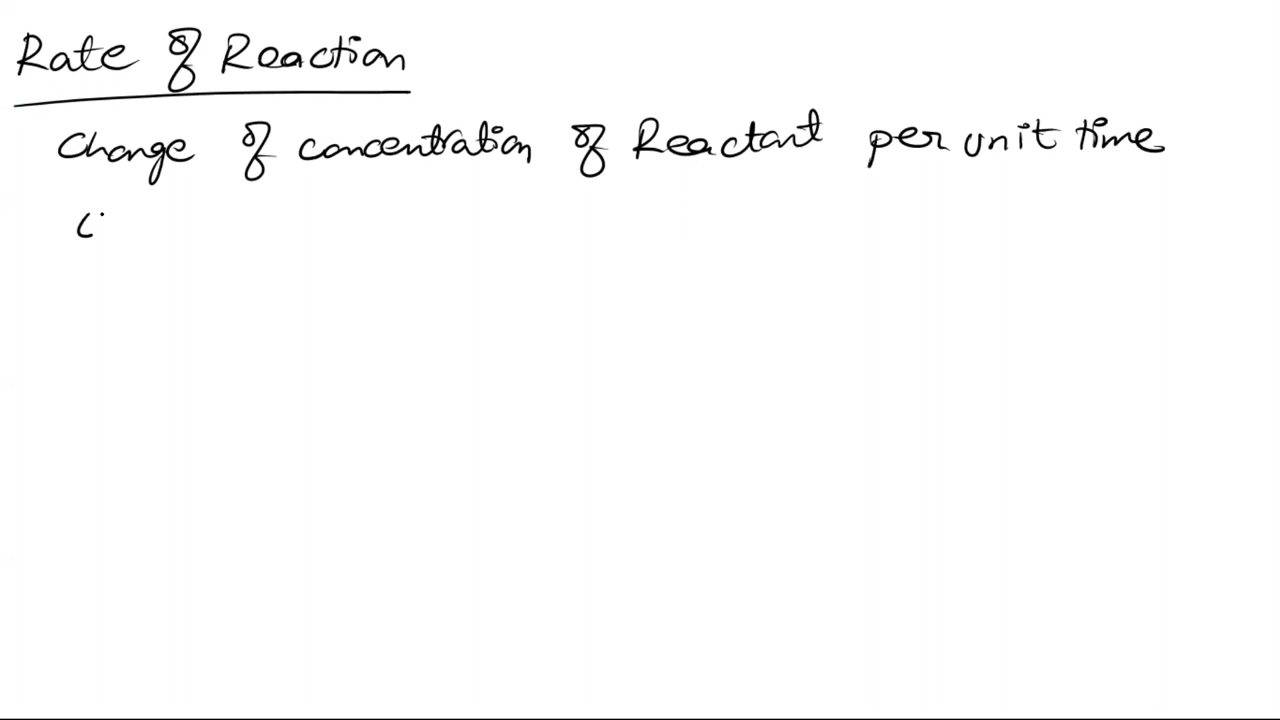 Rate of Reaction
Change of concentration of Reactant per unit time